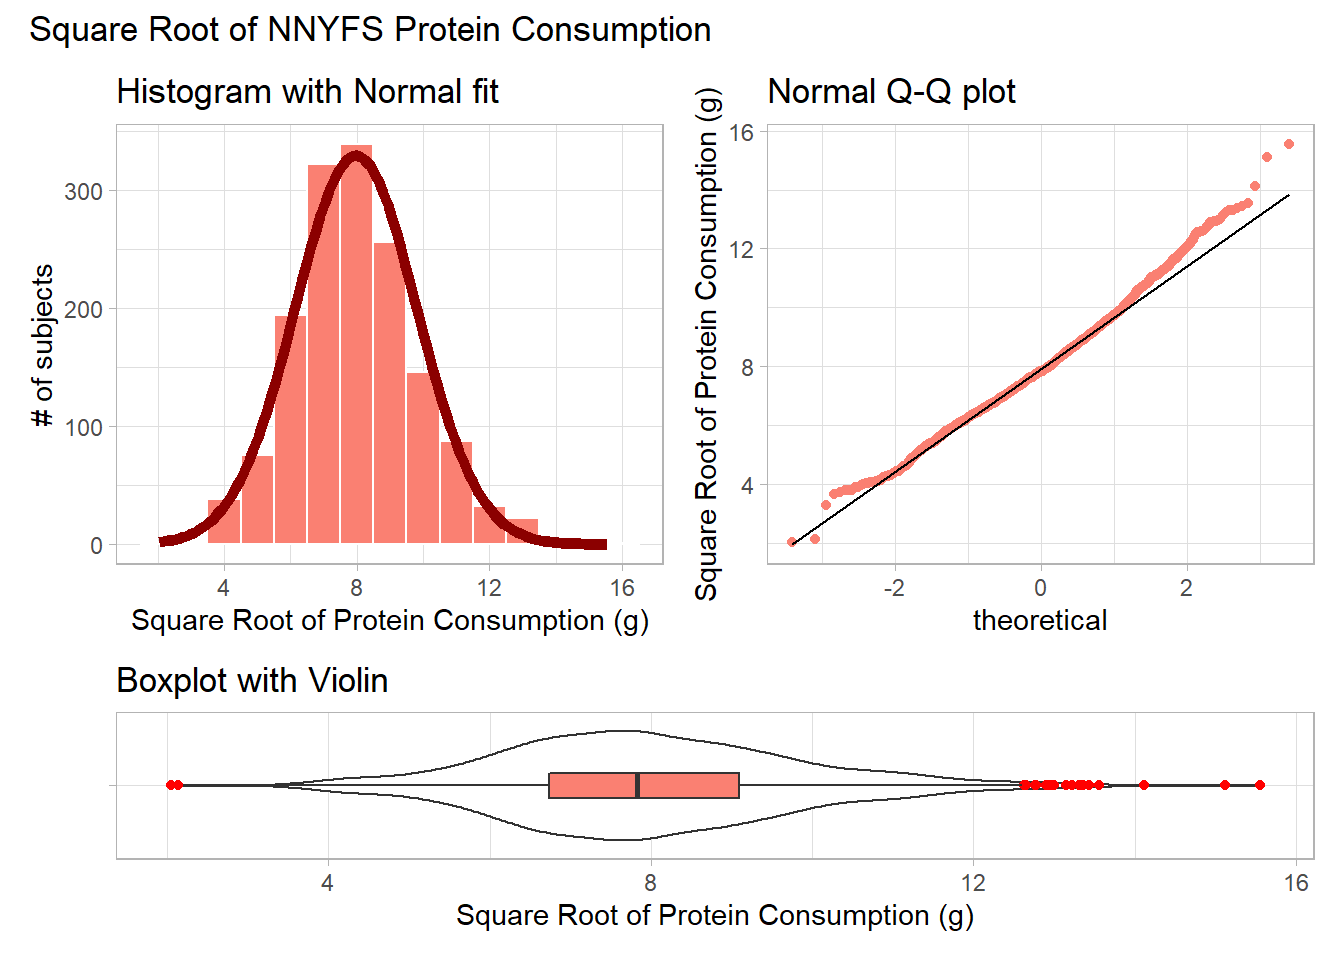 Square Root of NNYFS Protein Consumption
Histogram with Normal fit
# of subjects
300
200
100
0
4 8 12 16
Square Root of Protein Consumption (g)
Normal Q-Q plot
Square Root of Protein Consumption (g)
16
12
8
4
-2 0 2
theoretical
Boxplot with Violin
4 8 12 16
Square Root of Protein Consumption (g)